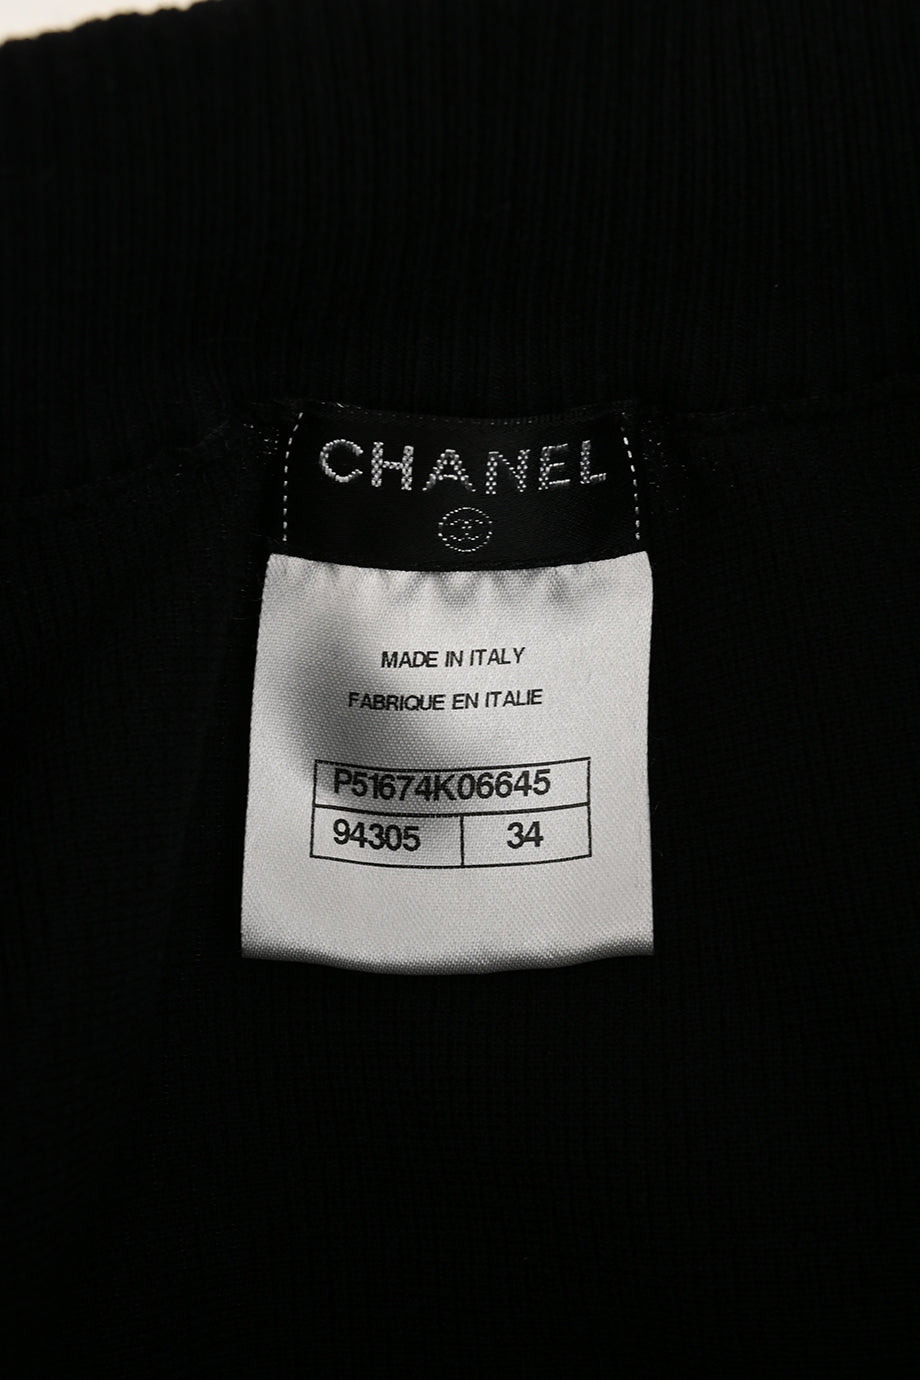 CHANEL
MADE IN ITALY
FABRIQUE EN ITALIE
P51674K06645
94305 34